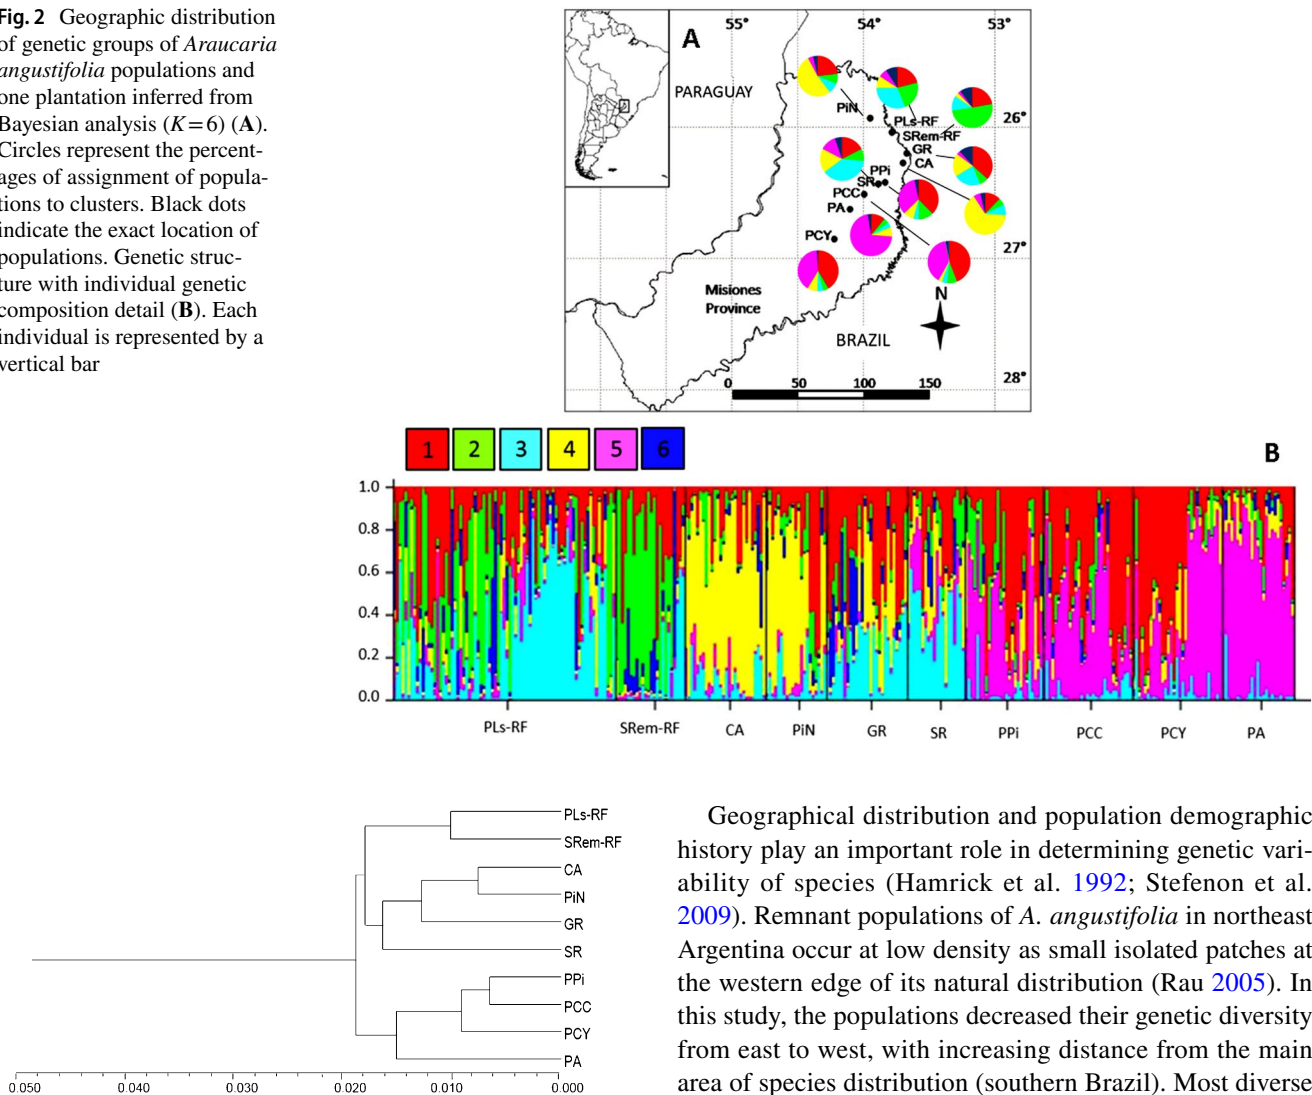 Fig. 2 Geographic distribution
of genetic groups of Araucaria
angustifolia populations and
one plantation inferred from
Bayesian analysis (K=6) (A).
Circles represent the percent-
ages of assignment of popula-
tions to clusters. Black dots
indicate the exact location of
populations. Genetic struc-
ture with individual genetic
composition detail (B). Each
individual is represented by a
vertical bar
A
55°
54°
53°
PARAGUAY
PiN
PLs-RF
26°
SRem-RF
GR
CA
PPi
SR
PCC
PA
PCY
27°
Misiones
Province
N
BRAZIL
28°
0 50 100 150
1 2 3 4 5 6
B
1.0
0.8
0.6
0.4
0.2
0.0
PLs-RF SRem-RF CA PiN GR SR PPi PCC PCY PA
PLs-RF
SRem-RF
CA
PiN
GR
SR
PPi
PCC
PCY
PA
0.050 0.040 0.030 0.020 0.010 0.000
Geographical distribution and population demographic
history play an important role in determining genetic vari-
ability of species (Hamrick et al. 1992; Stefenon et al.
2009). Remnant populations of A. angustifolia in northeast
Argentina occur at low density as small isolated patches at
the western edge of its natural distribution (Rau 2005). In
this study, the populations decreased their genetic diversity
from east to west, with increasing distance from the main
area of species distribution (southern Brazil). Most diverse